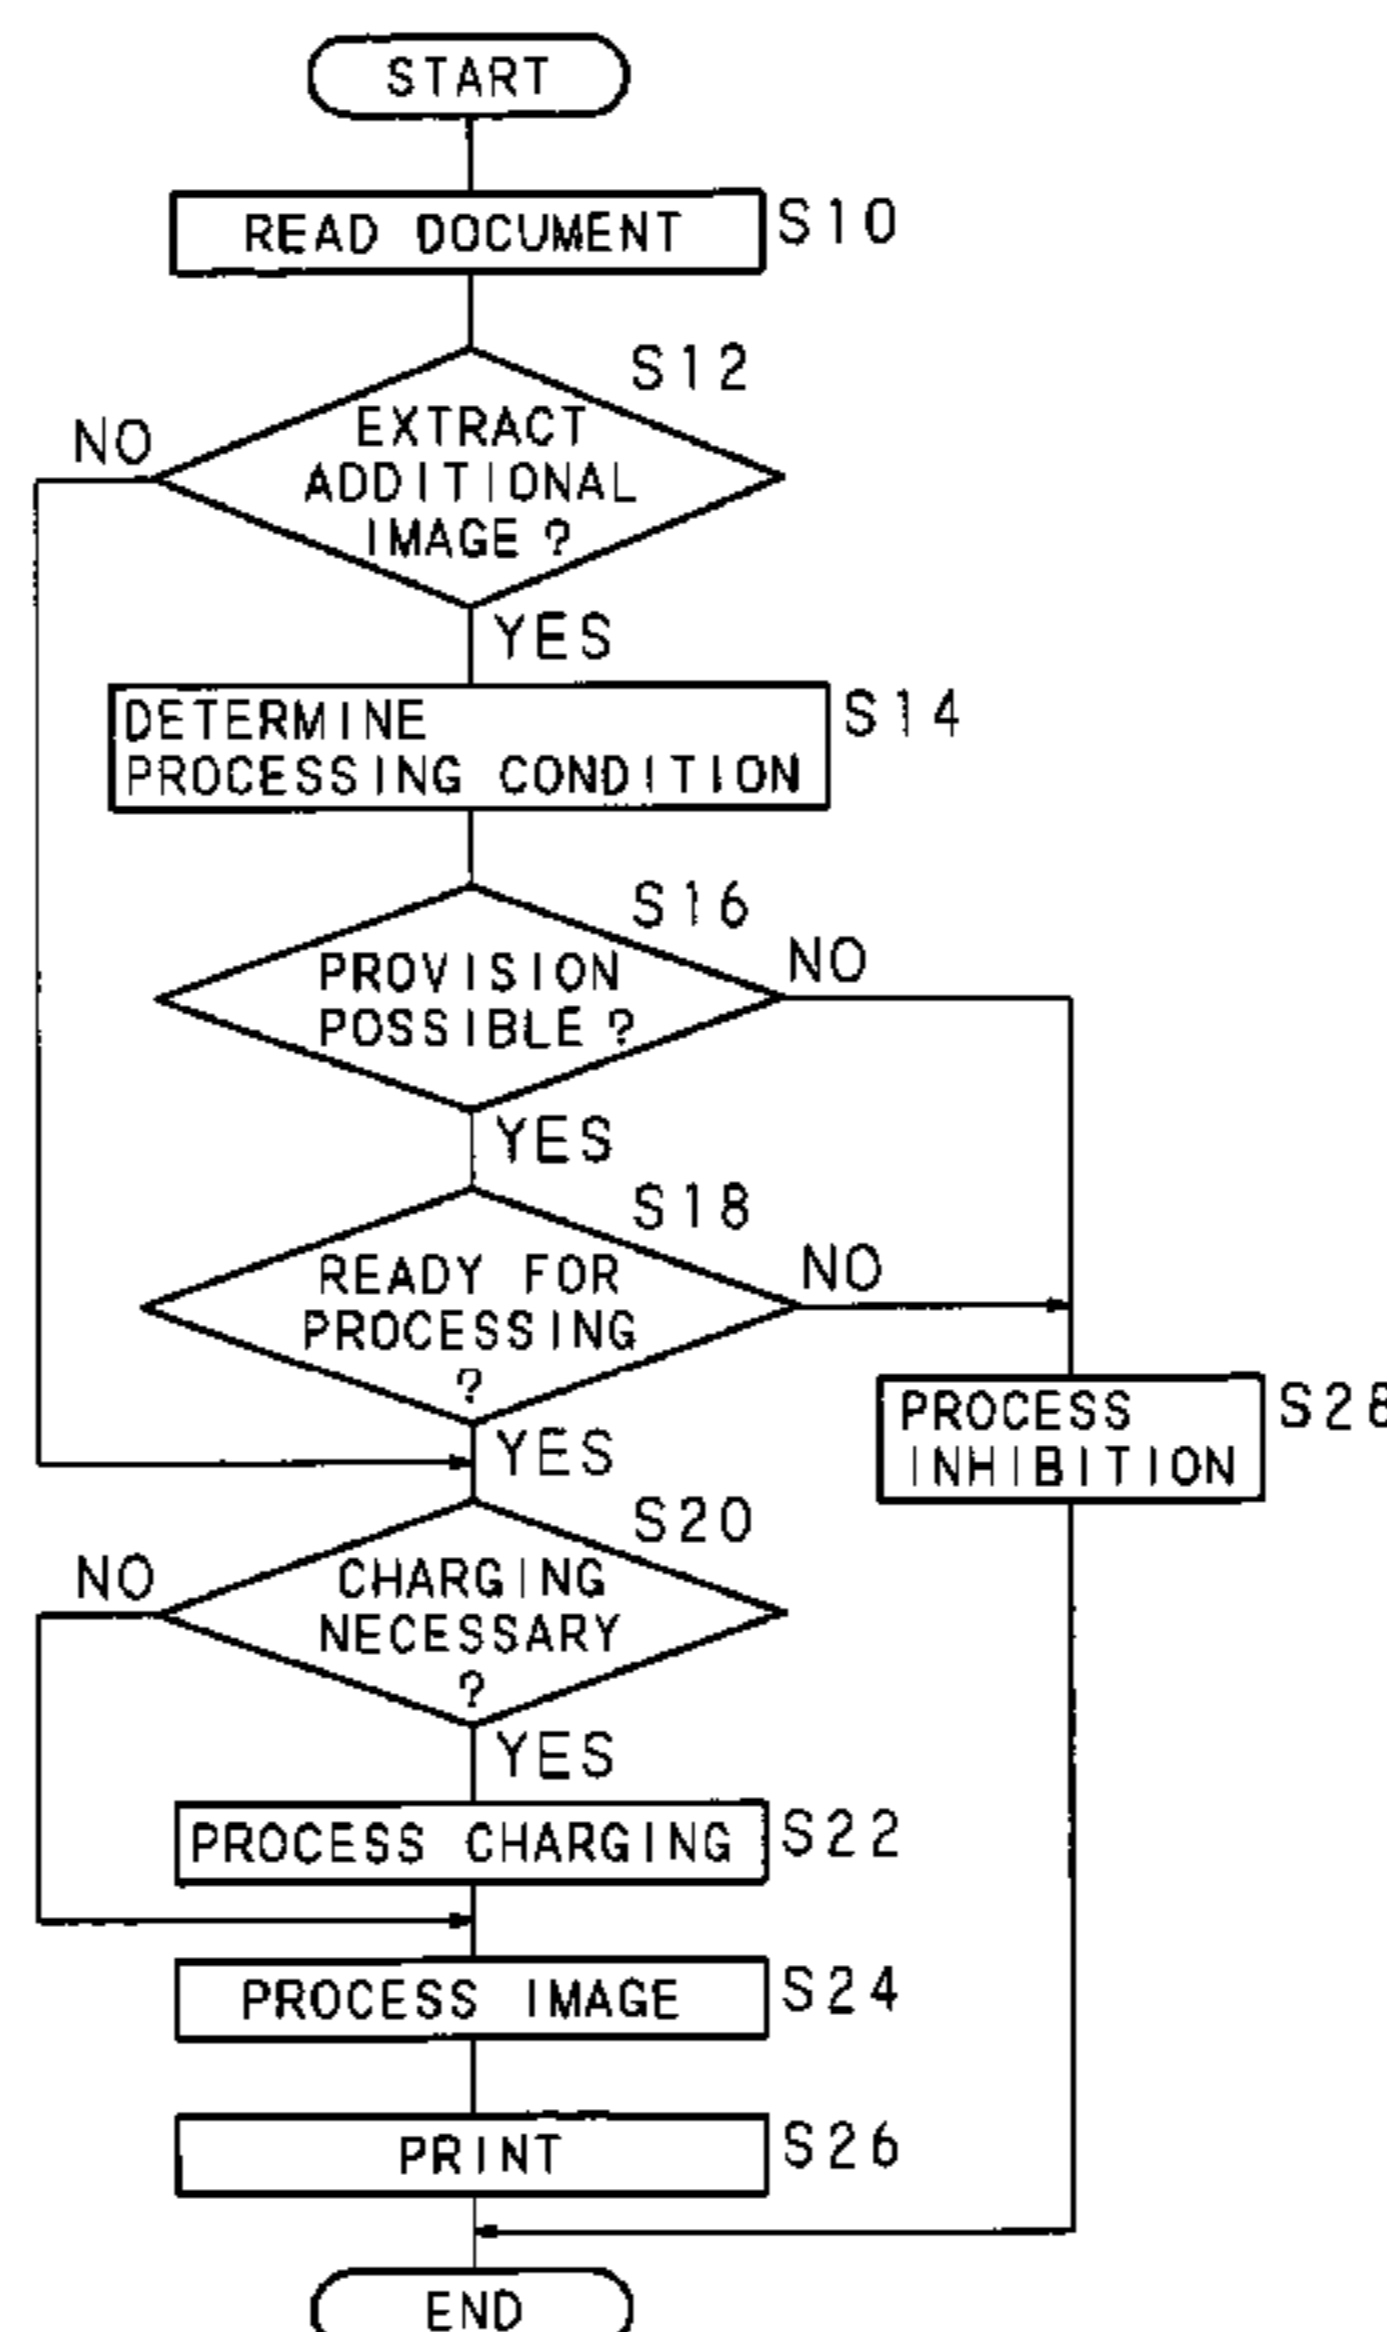 START
READ DOCUMENT
S10
S12
NO
EXTRACT
ADDITIONAL
IMAGE ?
YES
S14
DETERMINE
PROCESSING CONDITION
S16
NO
PROVISION
POSSIBLE ?
YES
S18
NO
READY FOR
PROCESSING
?
YES
PROCESS
INHIBITION
S28
S20
NO
CHARGING
NECESSARY
?
YES
PROCESS CHARGING
S22
PROCESS IMAGE
S24
PRINT
S26
END